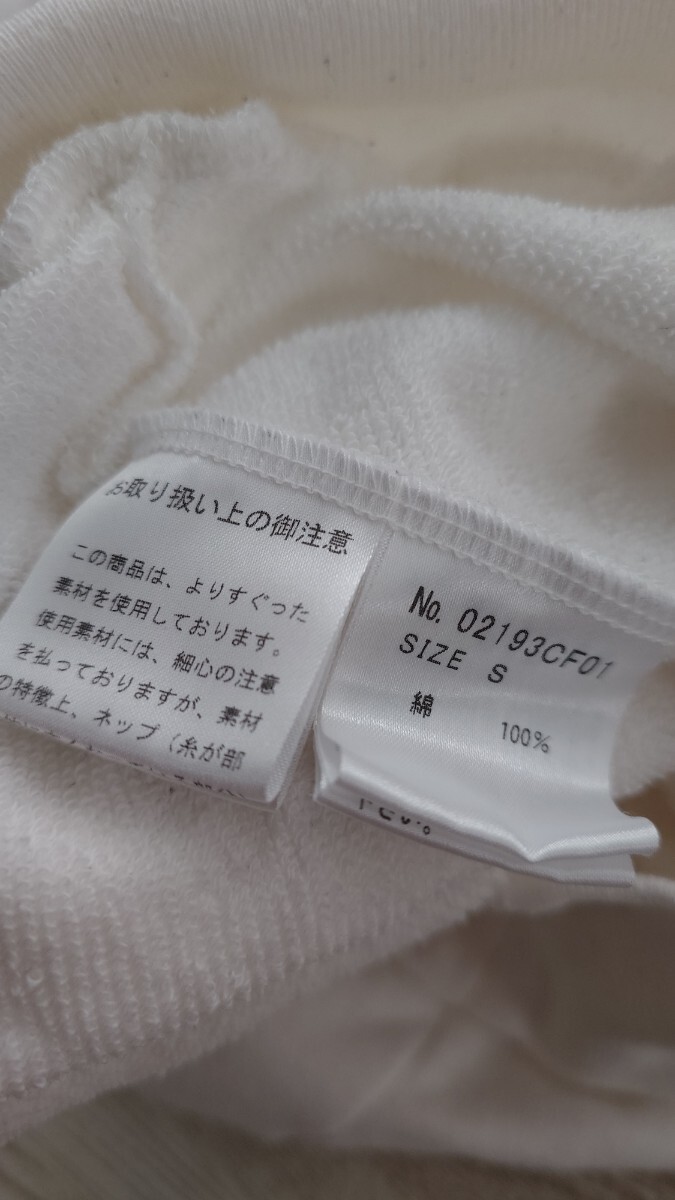 お取り扱い上の御注意
この商品は、よりすぐった
素材を使用しております。
使用素材には、細心の注意
を払っておりますが、素材
の特徴上、ネップ（糸が部
No. 02193CF01
SIZE S
綿 100%
さい。